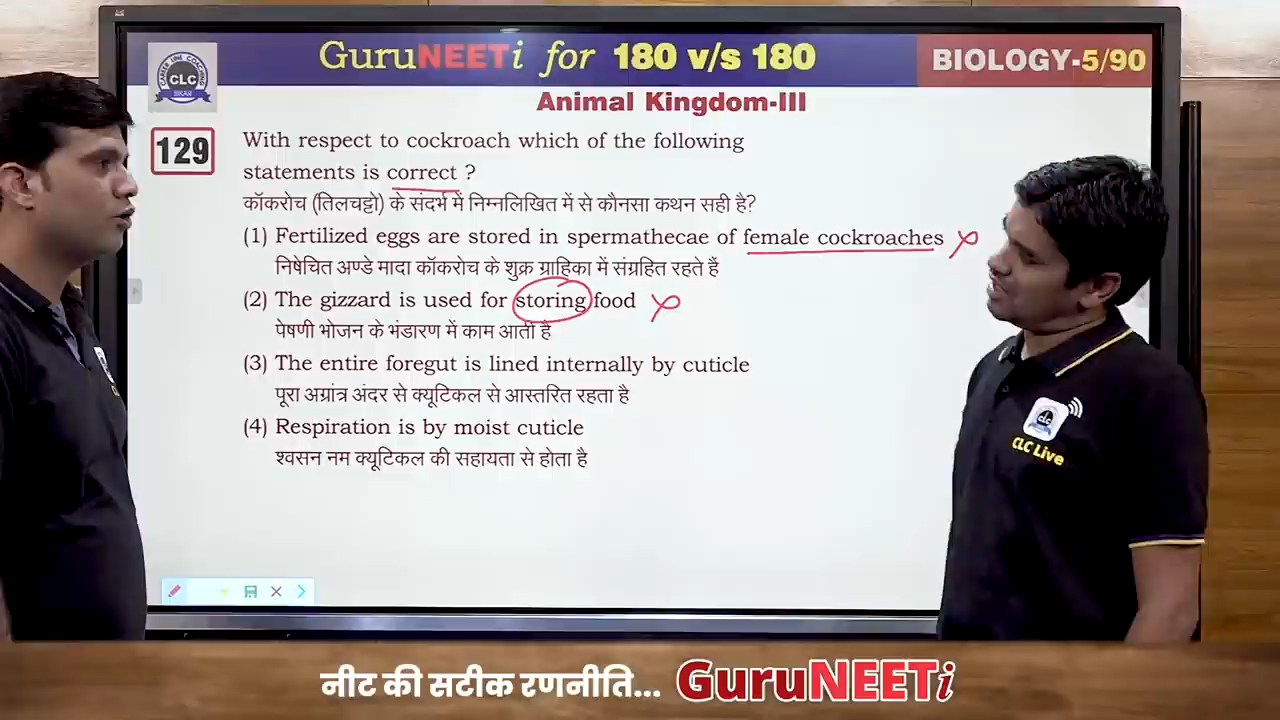 GuruNEETi for 180 v/s 180
BIOLOGY-5/90
CLC
SIKAR
Animal Kingdom-III
129
With respect to cockroach which of the following
statements is correct ?
कॉकरोच (तिलचट्टो) के संदर्भ में निम्नलिखित में से कौनसा कथन सही है?
(1) Fertilized eggs are stored in spermathecae of female cockroaches
निषेचित अण्डे मादा कॉकरोच के शुक्र ग्राहिका में संग्रहित रहते हैं
(2) The gizzard is used for storing food
पेषणी भोजन के भंडारण में काम आती है
(3) The entire foregut is lined internally by cuticle
पूरा अग्रांत्र अंदर से क्यूटिकल से आस्तरित रहता है
(4) Respiration is by moist cuticle
श्वसन नम क्यूटिकल की सहायता से होता है
CLC
CLC Live
नीट की सटीक रणनीति... GuruNEETi